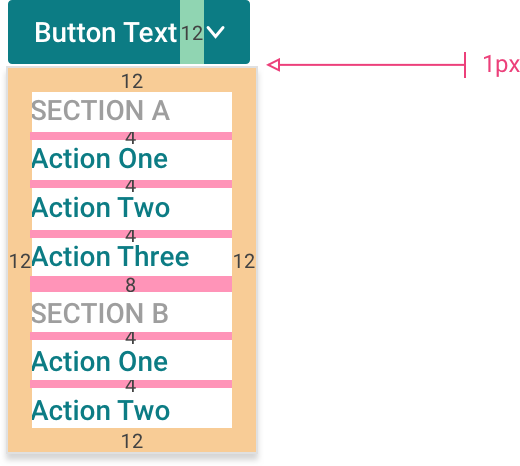 Button Text 12
1px
12
SECTION A
4
Action One
4
Action Two
4
12 Action Three 12
8
SECTION B
4
Action One
4
Action Two
12